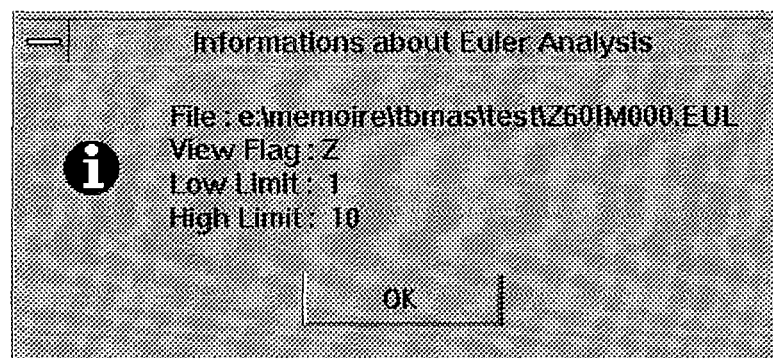 Informations about Euler Analysis
File : e:\memoire\tbmas\test\Z60IM000.EUL
View Flag : Z
Low Limit : 1
High Limit : 10
OK